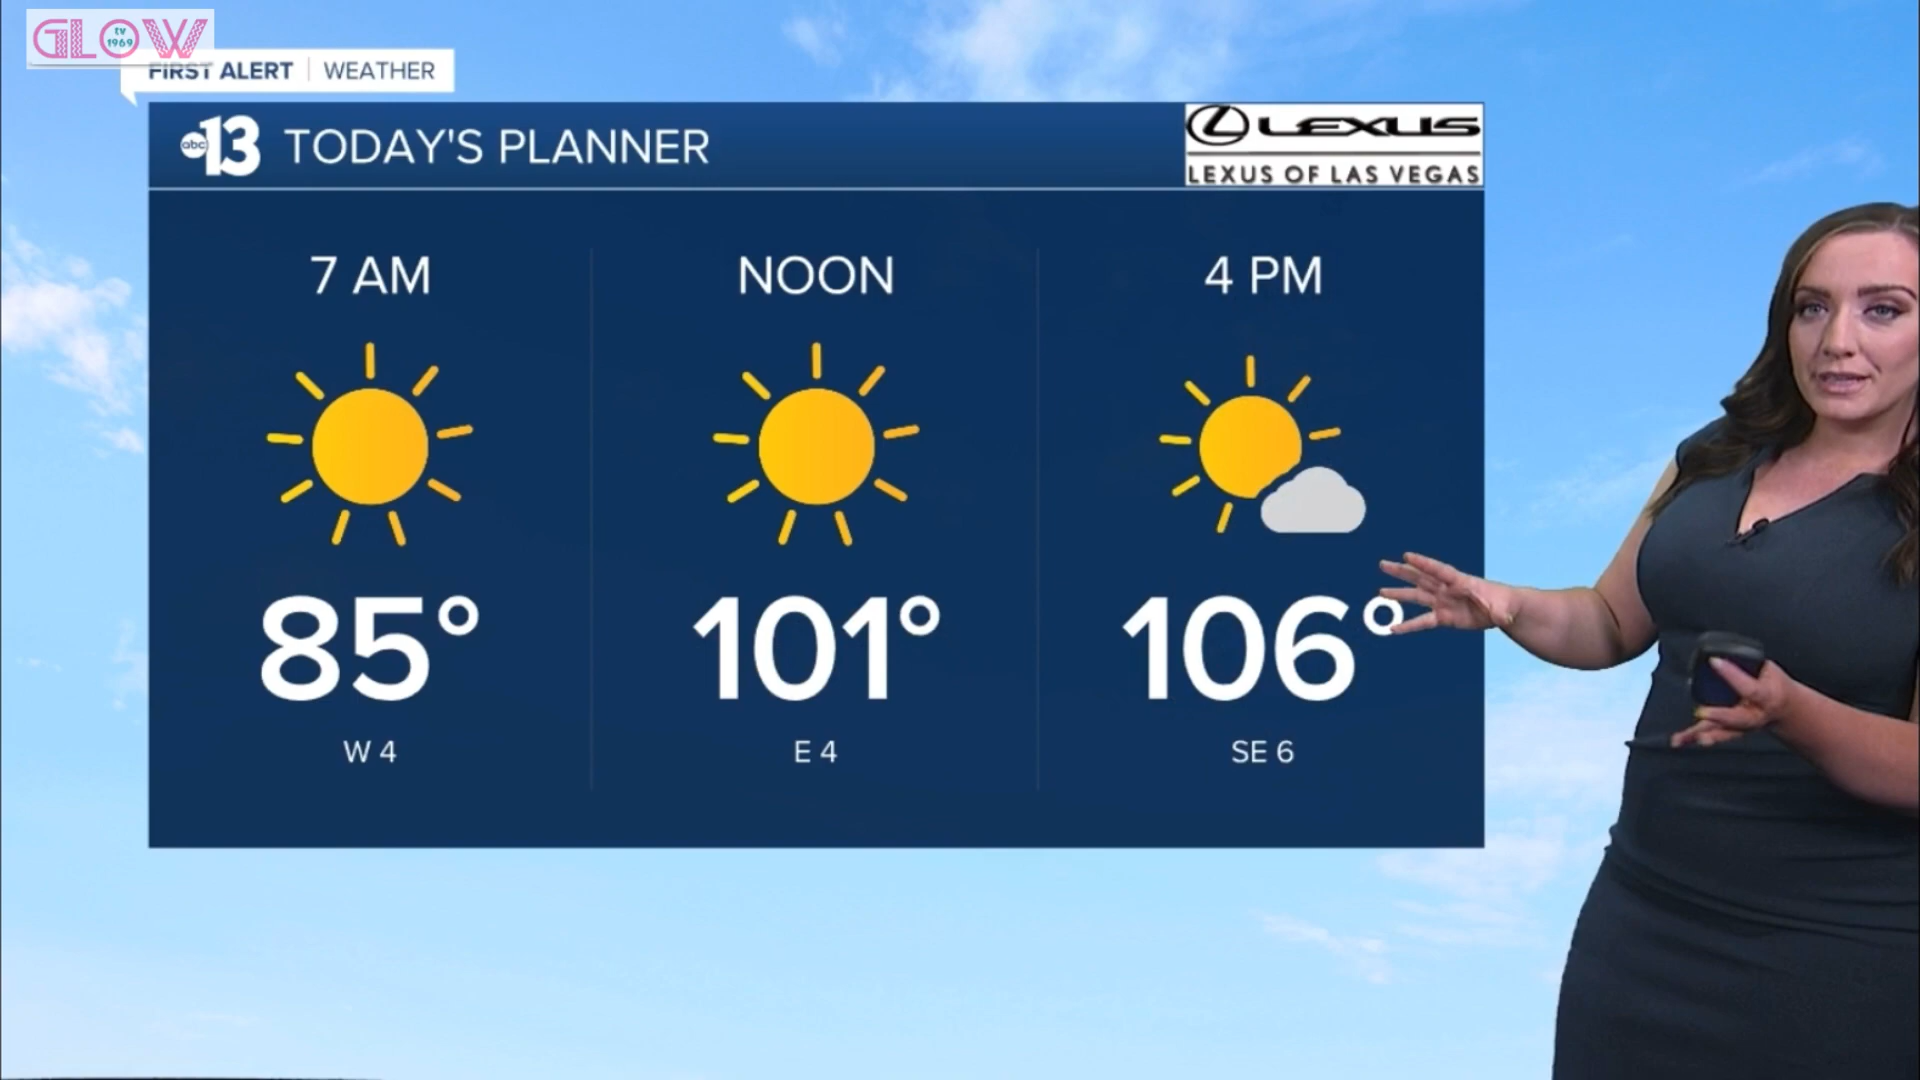 GLOW
tv
1969
FIRST ALERT | WEATHER
abc 13 TODAY'S PLANNER
LEXUS
LEXUS OF LAS VEGAS
7 AM
NOON
4 PM
85°
101°
106°
W 4
E 4
SE 6